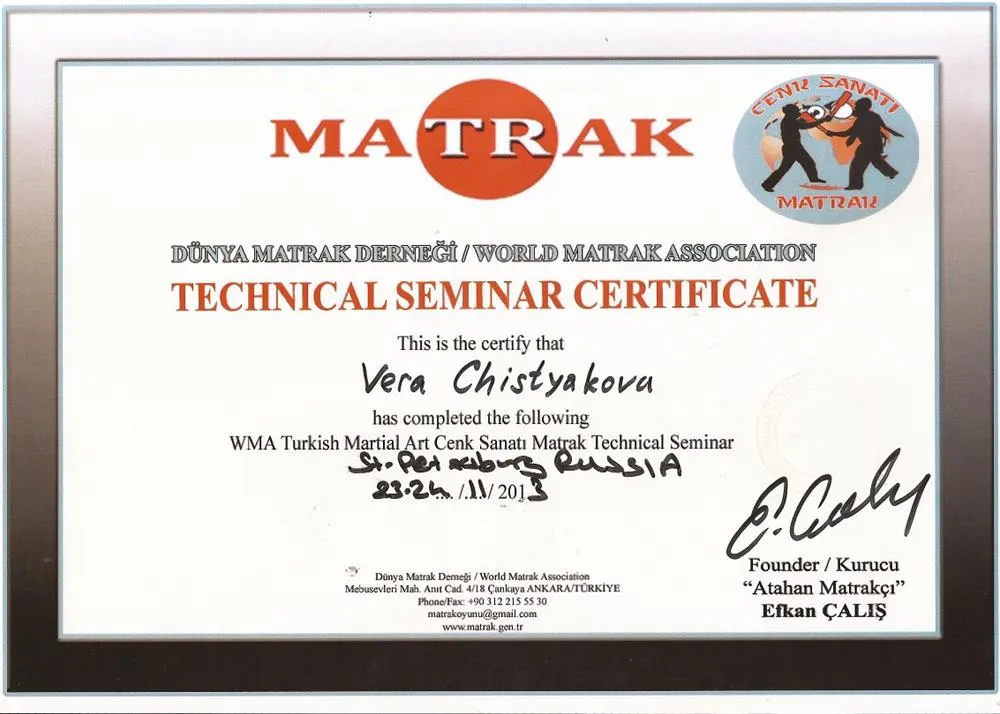 MATRAK
CENK SANATI
MATRAK
DÜNYA MATRAK DERNEĞİ / WORLD MATRAK ASSOCIATION
TECHNICAL SEMINAR CERTIFICATE
This is the certify that
Vera Chistyakova
has completed the following
WMA Turkish Martial Art Cenk Sanatı Matrak Technical Seminar
St. Petersburg RUSSIA
23.24... /.11/ 2013
Founder / Kurucu
“Atahan Matrakçı”
Efkan ÇALIŞ
Dünya Matrak Derneği / World Matrak Association
Mebusevleri Mah. Anıt Cad. 4/18 Çankaya ANKARA/TÜRKİYE
Phone/Fax: +90 312 215 55 30
matrakoyunu@gmail.com
www.matrak.gen.tr